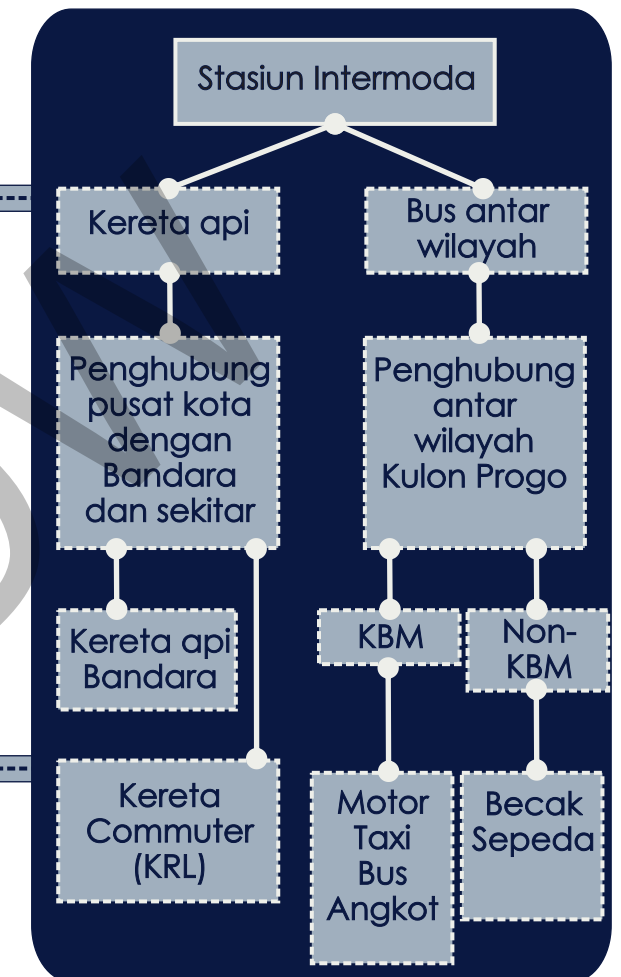 Stasiun Intermoda
Kereta api
Bus antar
wilayah
Penghubung
pusat kota
dengan
Bandara
dan sekitar
Penghubung
antar
wilayah
Kulon Progo
Kereta api
Bandara
KBM
Non-
KBM
Kereta
Commuter
(KRL)
Motor
Taxi
Bus
Angkot
Becak
Sepeda